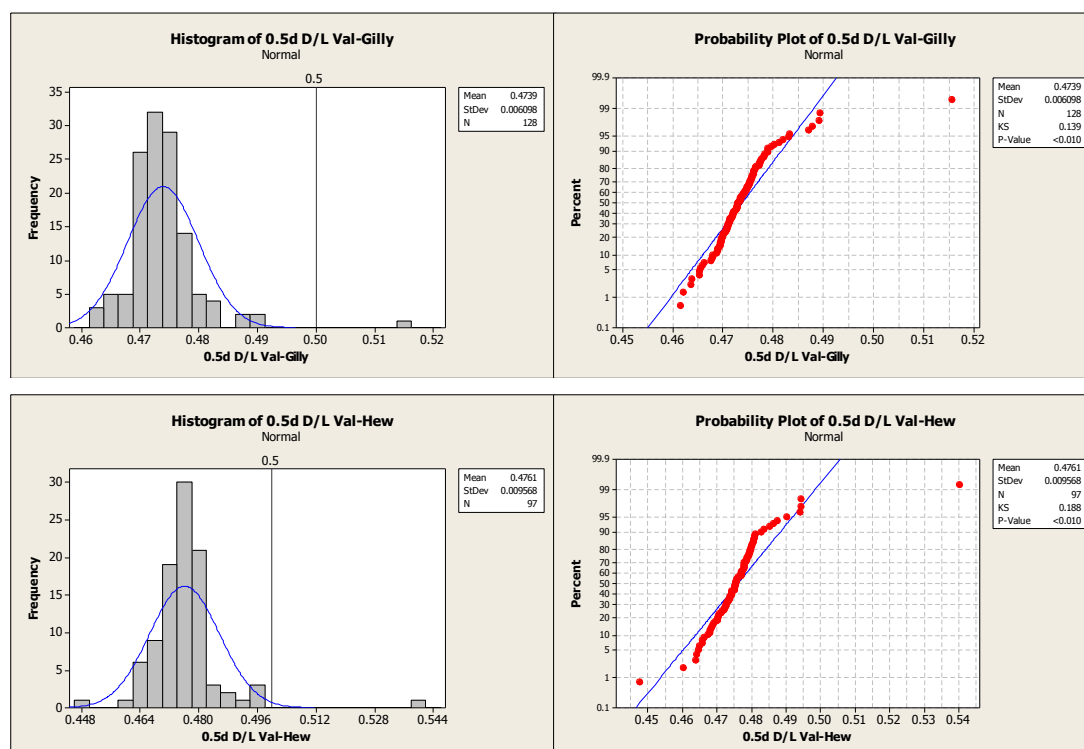 Histogram of 0.5d D/L Val-Gilly
Normal
0.5
35
30
25
20
15
10
5
0
Frequency
0.46 0.47 0.48 0.49 0.50 0.51 0.52
0.5d D/L Val-Gilly
Mean 0.4739
StDev 0.006098
N 128
Probability Plot of 0.5d D/L Val-Gilly
Normal
99.9
99
95
90
80
70
60
50
40
30
20
10
5
1
0.1
Percent
0.45 0.46 0.47 0.48 0.49 0.50 0.51 0.52
0.5d D/L Val-Gilly
Mean 0.4739
StDev 0.006098
N 128
KS 0.139
P-Value <0.010
Histogram of 0.5d D/L Val-Hew
Normal
0.5
30
25
20
15
10
5
0
Frequency
0.448 0.464 0.480 0.496 0.512 0.528 0.544
0.5d D/L Val-Hew
Mean 0.4761
StDev 0.009568
N 97
Probability Plot of 0.5d D/L Val-Hew
Normal
99.9
99
95
90
80
70
60
50
40
30
20
10
5
1
0.1
Percent
0.45 0.46 0.47 0.48 0.49 0.50 0.51 0.52 0.53 0.54
0.5d D/L Val-Hew
Mean 0.4761
StDev 0.009568
N 97
KS 0.188
P-Value <0.010